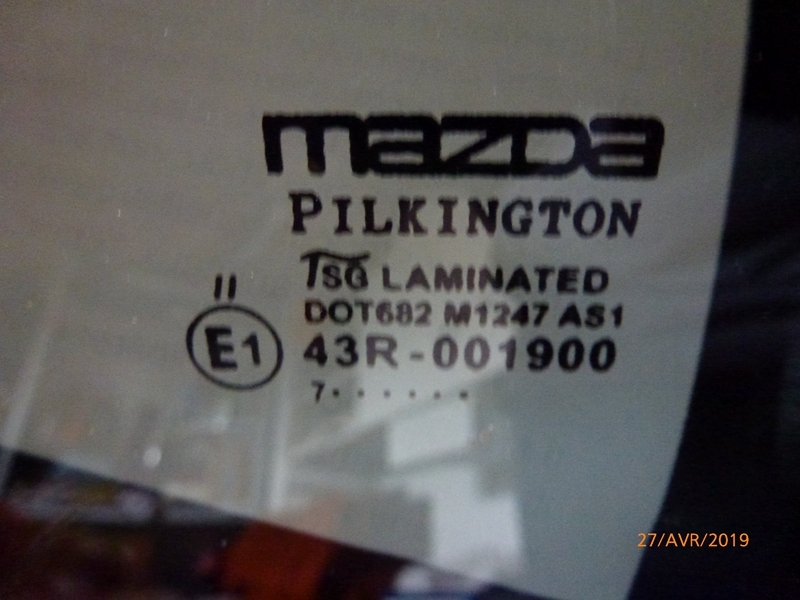 mazda
PILKINGTON
TSG LAMINATED
II
DOT682 M1247 AS1
E1
43R-001900
7· · · · · ·
27/AVR/2019